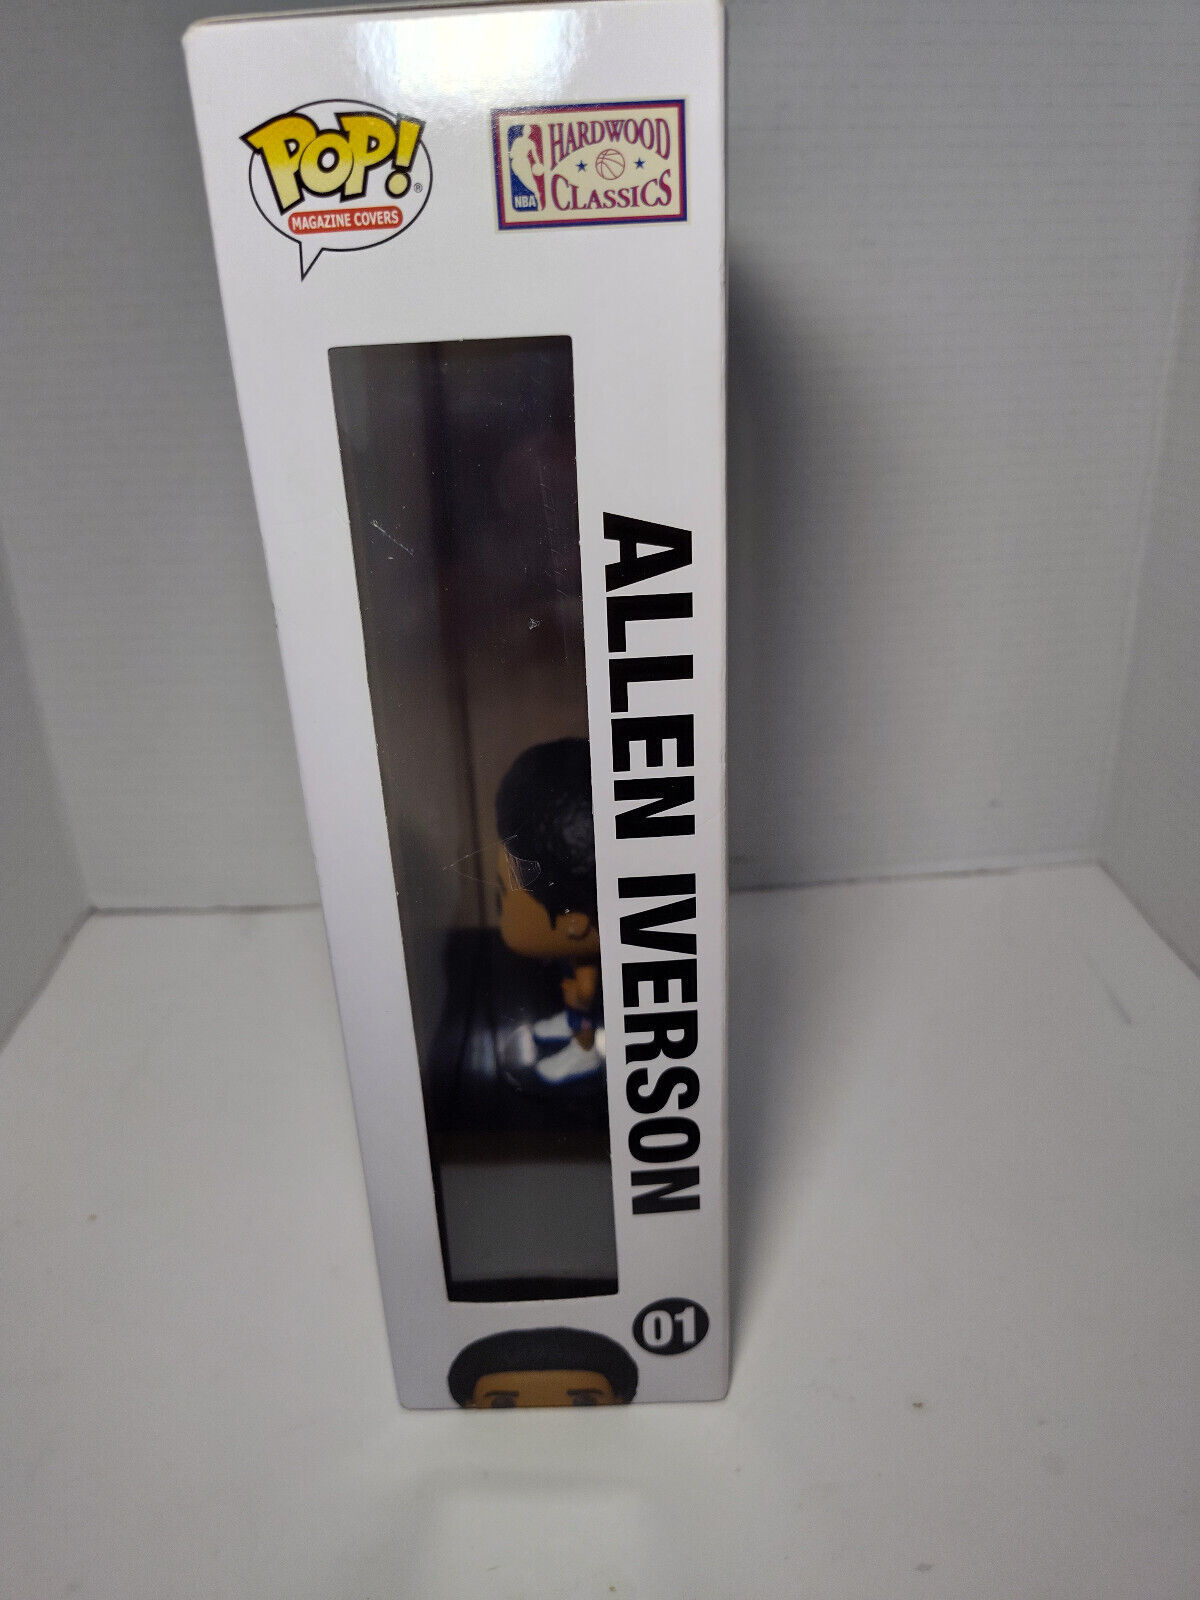 POP! ®
MAGAZINE COVERS
NBA
HARDWOOD
CLASSICS
ALLEN IVERSON
01